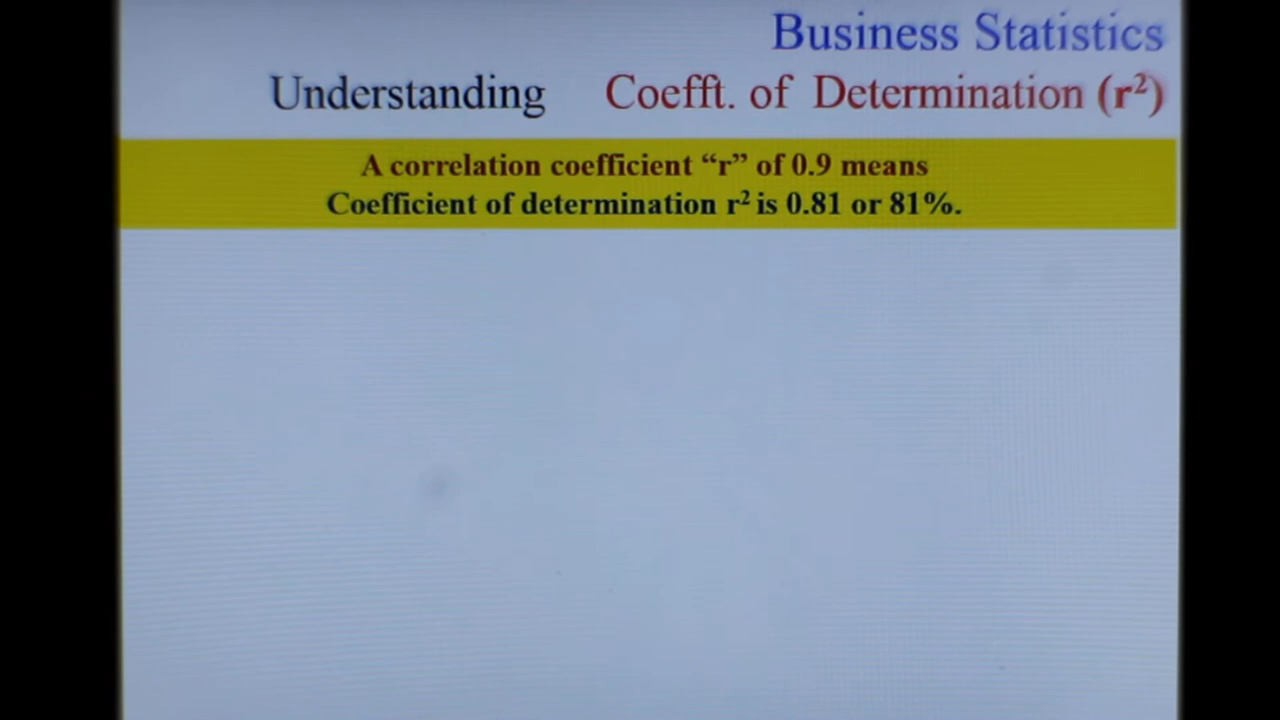 Business Statistics
Understanding Coefft. of Determination (r²)
A correlation coefficient “r” of 0.9 means
Coefficient of determination r² is 0.81 or 81%.